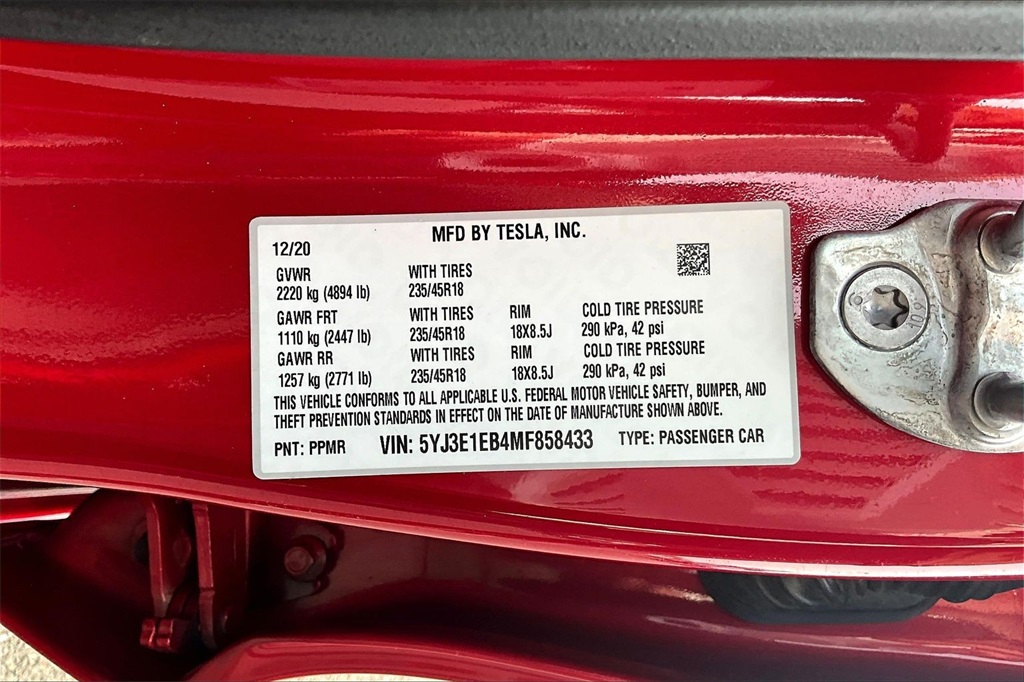 MFD BY TESLA, INC.
12/20
GVWR WITH TIRES
2220 kg (4894 lb) 235/45R18
GAWR FRT WITH TIRES RIM COLD TIRE PRESSURE
1110 kg (2447 lb) 235/45R18 18X8.5J 290 kPa, 42 psi
GAWR RR WITH TIRES RIM COLD TIRE PRESSURE
1257 kg (2771 lb) 235/45R18 18X8.5J 290 kPa, 42 psi
THIS VEHICLE CONFORMS TO ALL APPLICABLE U.S. FEDERAL MOTOR VEHICLE SAFETY, BUMPER, AND
THEFT PREVENTION STANDARDS IN EFFECT ON THE DATE OF MANUFACTURE SHOWN ABOVE.
PNT: PPMR VIN: 5YJ3E1EB4MF858433 TYPE: PASSENGER CAR
10.9